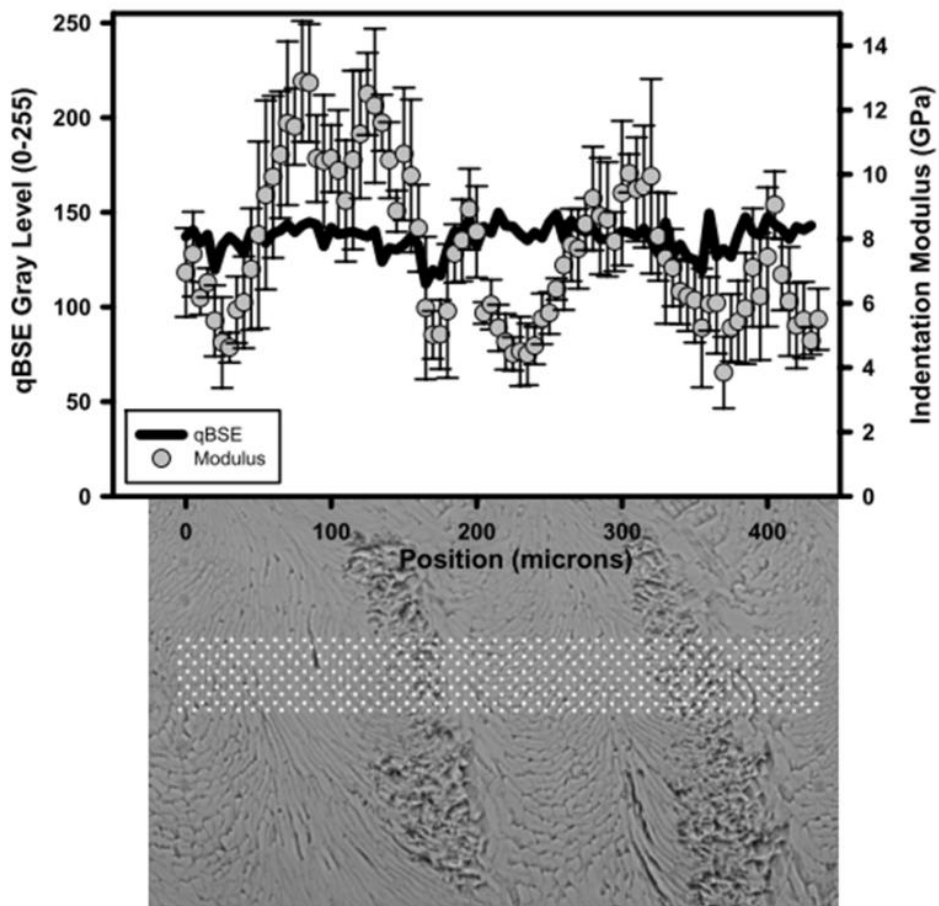 250
200
150
100
50
0
qBSE Gray Level (0-255)
qBSE
Modulus
14
12
10
8
6
4
2
0
Indentation Modulus (GPa)
0 100 200 300 400
Position (microns)